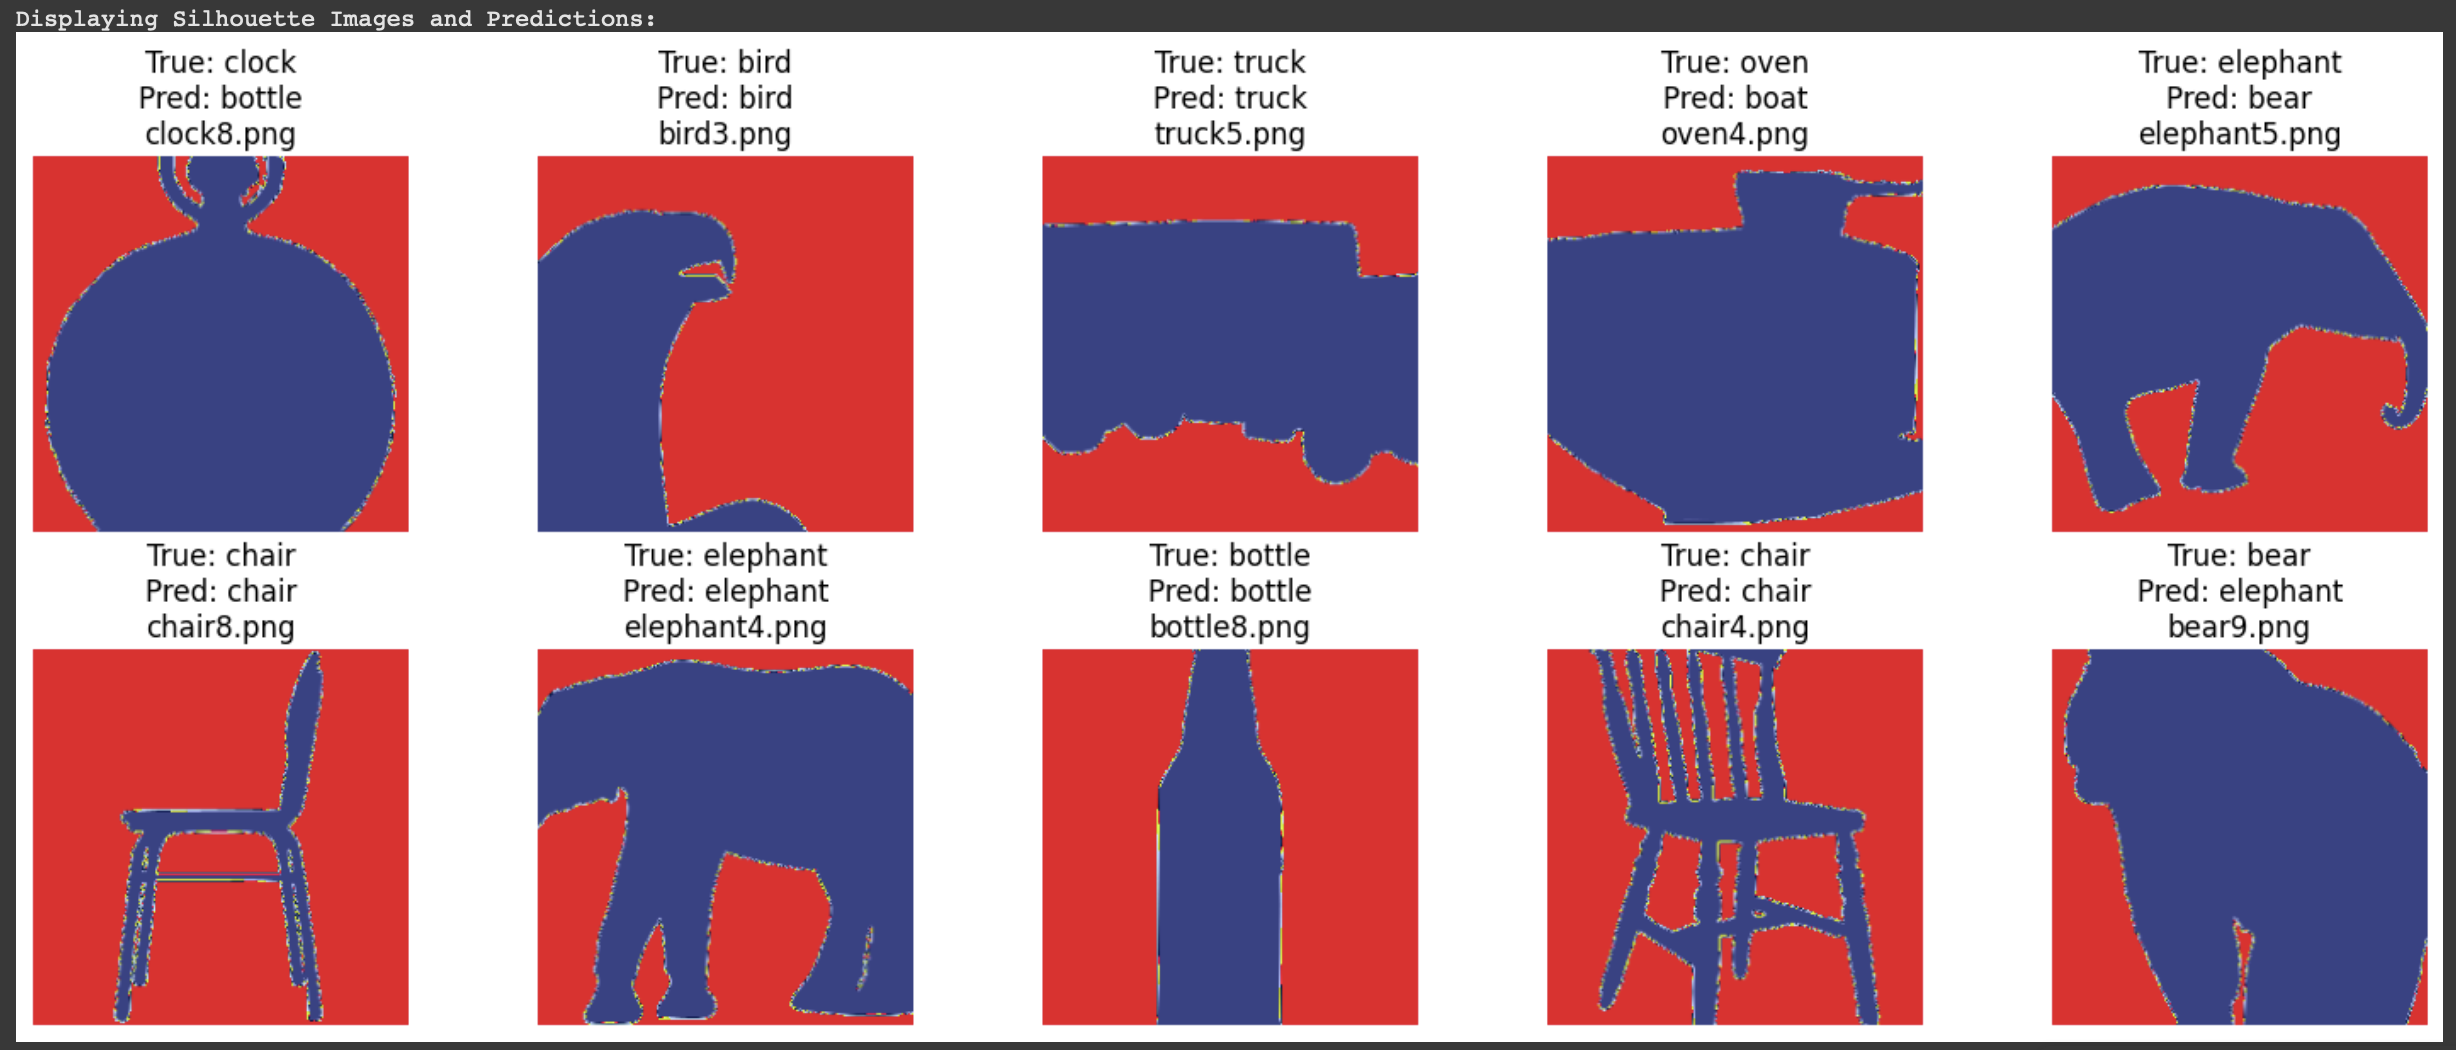 Displaying Silhouette Images and Predictions:
True: clock
Pred: bottle
clock8.png
True: bird
Pred: bird
bird3.png
True: truck
Pred: truck
truck5.png
True: oven
Pred: boat
oven4.png
True: elephant
Pred: bear
elephant5.png
True: chair
Pred: chair
chair8.png
True: elephant
Pred: elephant
elephant4.png
True: bottle
Pred: bottle
bottle8.png
True: chair
Pred: chair
chair4.png
True: bear
Pred: elephant
bear9.png